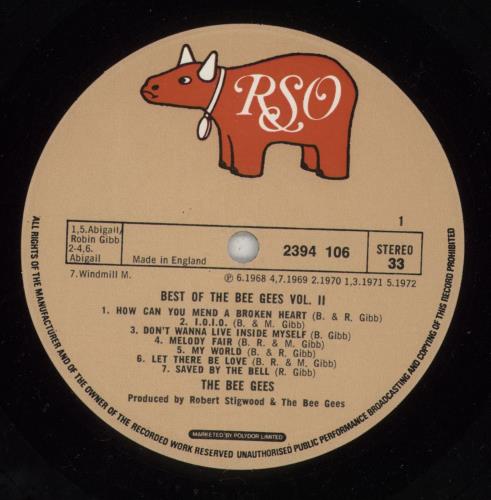 RSO
1
1,5.Abigail/
Robin Gibb
2-4,6.
Abigail
Made in England
2394 106
STEREO
33
7.Windmill M.
℗ 6.1968 4,7.1969 2.1970 1,3.1971 5.1972
BEST OF THE BEE GEES VOL. II
1. HOW CAN YOU MEND A BROKEN HEART (B. & R. Gibb)
2. I.O.I.O. (B. & M. Gibb)
3. DON'T WANNA LIVE INSIDE MYSELF (B. Gibb)
4. MELODY FAIR (B. R. & M. Gibb)
5. MY WORLD (B. & R. Gibb)
6. LET THERE BE LOVE (B. R. & M. Gibb)
7. SAVED BY THE BELL (R. Gibb)
THE BEE GEES
Produced by Robert Stigwood & The Bee Gees
MARKETED BY POLYDOR LIMITED
ALL RIGHTS OF THE MANUFACTURER AND OF THE OWNER OF THE RECORDED WORK RESERVED UNAUTHORISED PUBLIC PERFORMANCE BROADCASTING AND COPYING OF THIS RECORD PROHIBITED